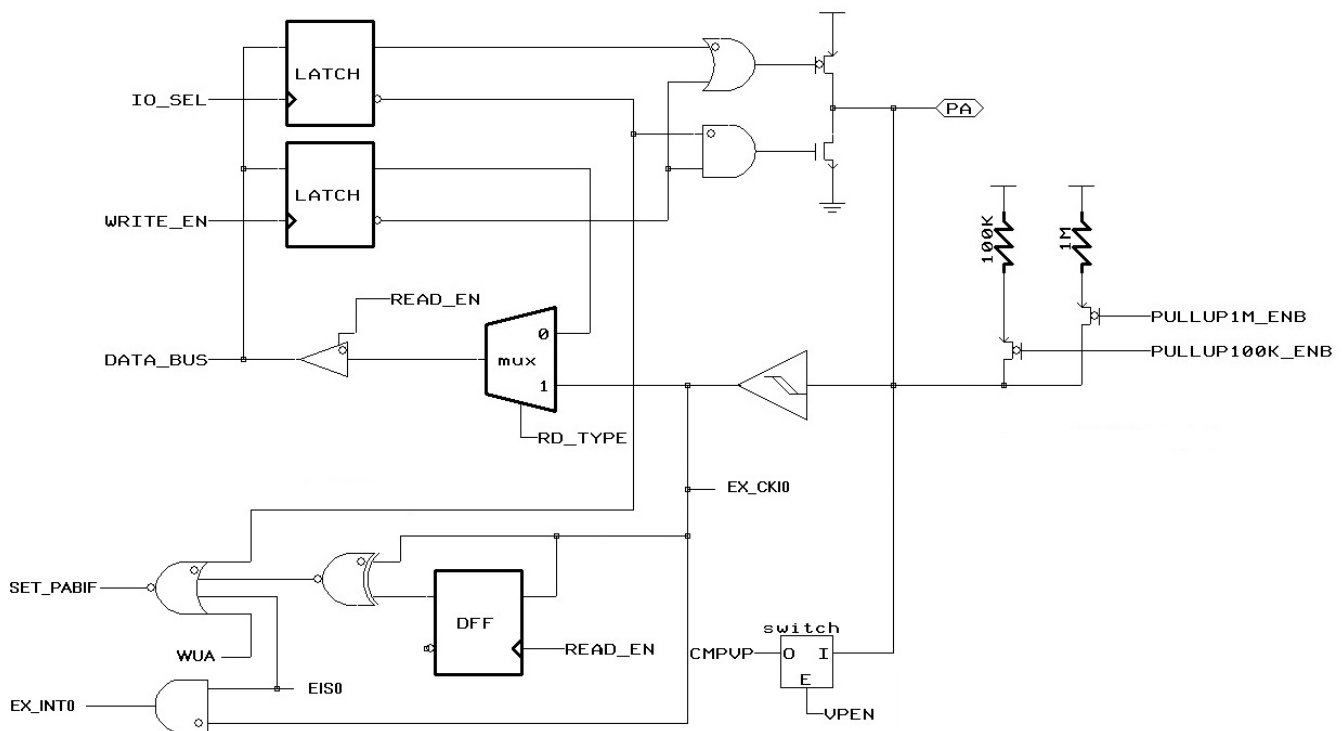 LATCH
IO_SEL
PA
LATCH
WRITE_EN
100K
1M
READ_EN
PULLUP1M_ENB
0
DATA_BUS
mux
PULLUP100K_ENB
1
RD_TYPE
EX_CKI0
SET_PABIF
DFF
switch
WUA
READ_EN
CMPVP
O I
E
EX_INT0
EIS0
VPEN